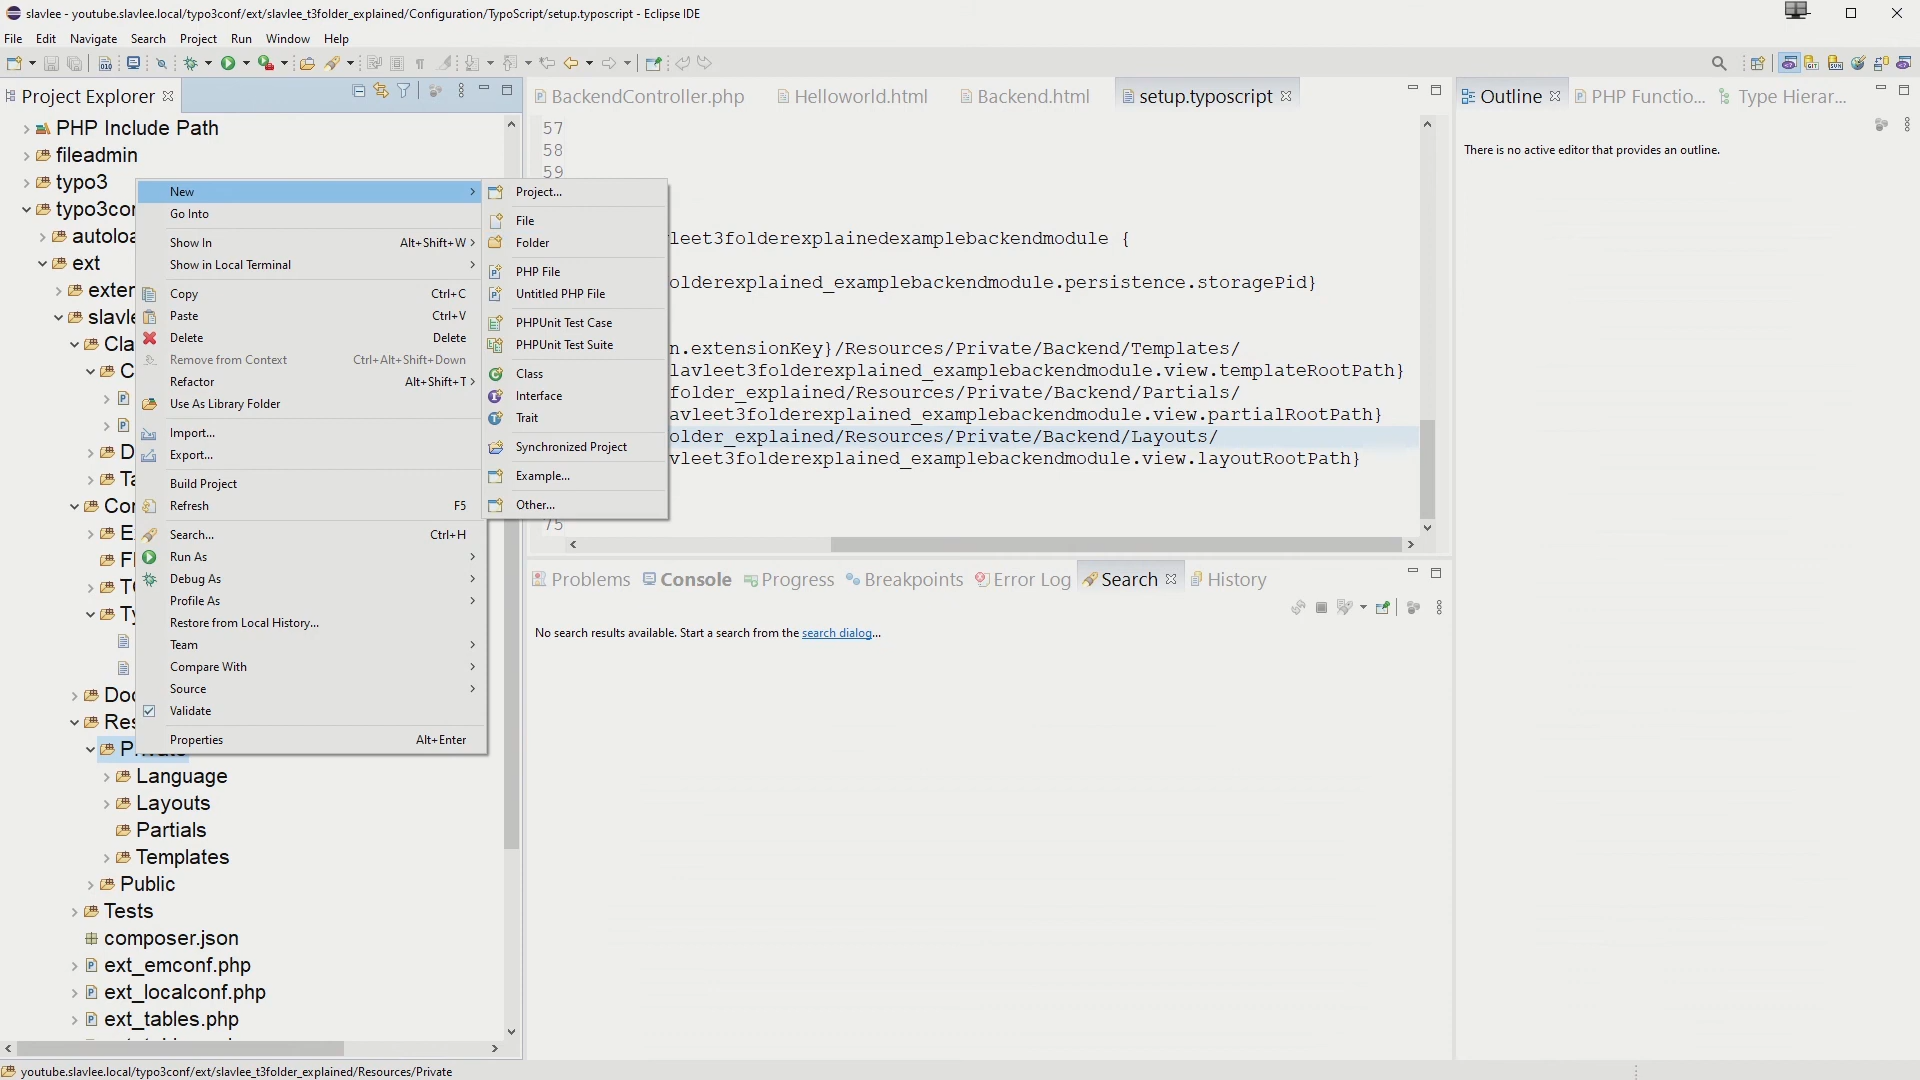 slavlee - youtube.slavlee.local/typo3conf/ext/slavlee_t3folder_explained/Configuration/TypoScript/setup.typoscript - Eclipse IDE
File Edit Navigate Search Project Run Window Help
Project Explorer
PHP Include Path
fileadmin
typo3
typo3con
autoloa
ext
exter
slavle
Cla
C
D
Ta
Con
E
Ty
Doc
Res
Language
Layouts
Partials
Templates
Public
Tests
composer.json
ext_emconf.php
ext_localconf.php
ext_tables.php
New
Go Into
Show In Alt+Shift+W
Show in Local Terminal
Copy Ctrl+C
Paste Ctrl+V
Delete Delete
Remove from Context Ctrl+Alt+Shift+Down
Refactor Alt+Shift+T
Use As Library Folder
Import...
Export...
Build Project
Refresh F5
Search... Ctrl+H
Run As
Debug As
Profile As
Restore from Local History...
Team
Compare With
Source
Validate
Properties Alt+Enter
Project...
File
Folder
PHP File
Untitled PHP File
PHPUnit Test Case
PHPUnit Test Suite
Class
Interface
Trait
Synchronized Project
Example...
Other...
BackendController.php Helloworld.html Backend.html setup.typoscript
57
58
59
leet3folderexplainedexamplebackendmodule {
olderexplained_examplebackendmodule.persistence.storagePid}
n.extensionKey}/Resources/Private/Backend/Templates/
lavleet3folderexplained_examplebackendmodule.view.templateRootPath}
folder_explained/Resources/Private/Backend/Partials/
avleet3folderexplained_examplebackendmodule.view.partialRootPath}
older_explained/Resources/Private/Backend/Layouts/
vleet3folderexplained_examplebackendmodule.view.layoutRootPath}
75
Problems Console Progress Breakpoints Error Log Search History
No search results available. Start a search from the search dialog...
Outline PHP Functio... Type Hierar...
There is no active editor that provides an outline.
youtube.slavlee.local/typo3conf/ext/slavlee_t3folder_explained/Resources/Private